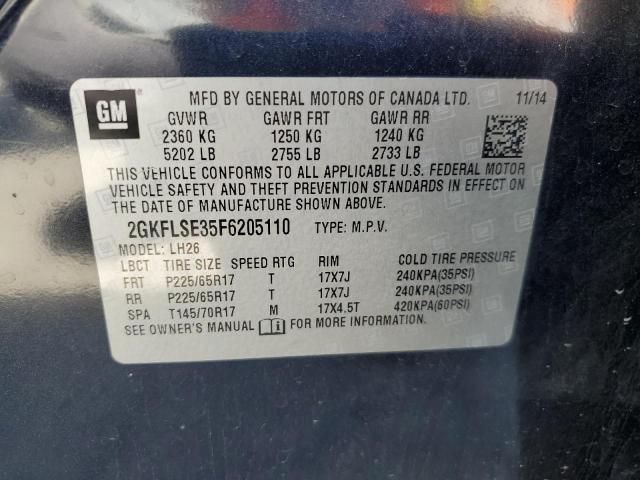 GM
MFD BY GENERAL MOTORS OF CANADA LTD. 11/14
GVWR GAWR FRT GAWR RR
2360 KG 1250 KG 1240 KG
5202 LB 2755 LB 2733 LB
THIS VEHICLE CONFORMS TO ALL APPLICABLE U.S. FEDERAL MOTOR
VEHICLE SAFETY AND THEFT PREVENTION STANDARDS IN EFFECT ON
THE DATE OF MANUFACTURE SHOWN ABOVE.
2GKFLSE35F6205110 TYPE: M.P.V.
MODEL: LH26
LBCT TIRE SIZE SPEED RTG RIM COLD TIRE PRESSURE
FRT P225/65R17 T 17X7J 240KPA(35PSI)
RR P225/65R17 T 17X7J 240KPA(35PSI)
SPA T145/70R17 M 17X4.5T 420KPA(60PSI)
SEE OWNER'S MANUAL FOR MORE INFORMATION.